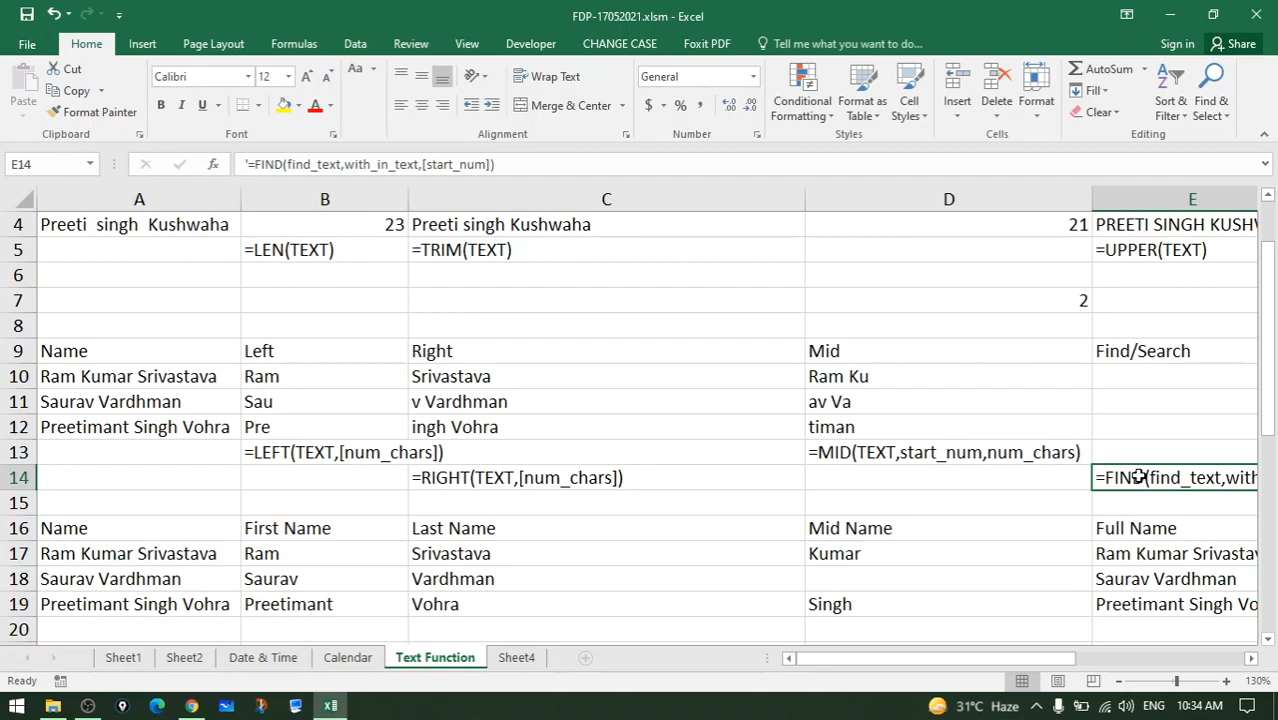 FDP-17052021.xlsm - Excel
File Home Insert Page Layout Formulas Data Review View Developer CHANGE CASE Foxit PDF Tell me what you want to do... Sign in Share
Paste Cut Copy Format Painter Clipboard
Calibri 12 B I U A Font
Wrap Text Merge & Center Alignment
General $ % , Number
Conditional Formatting Format as Table Cell Styles Styles
Insert Delete Format Cells
AutoSum Fill Clear Sort & Filter Find & Select Editing
E14 fx '=FIND(find_text,with_in_text,[start_num])
A B C D E
4 Preeti singh Kushwaha 23 Preeti singh Kushwaha 21 PREETI SINGH KUSHW
5 =LEN(TEXT) =TRIM(TEXT) =UPPER(TEXT)
6
7 2
8
9 Name Left Right Mid Find/Search
10 Ram Kumar Srivastava Ram Srivastava Ram Ku
11 Saurav Vardhman Sau v Vardhman av Va
12 Preetimant Singh Vohra Pre ingh Vohra timan
13 =LEFT(TEXT,[num_chars]) =MID(TEXT,start_num,num_chars)
14 =RIGHT(TEXT,[num_chars]) =FIND(find_text,with
15
16 Name First Name Last Name Mid Name Full Name
17 Ram Kumar Srivastava Ram Srivastava Kumar Ram Kumar Srivastav
18 Saurav Vardhman Saurav Vardhman Saurav Vardhman
19 Preetimant Singh Vohra Preetimant Vohra Singh Preetimant Singh Vo
20
Sheet1 Sheet2 Date & Time Calendar Text Function Sheet4
Ready 130%
31°C Haze ENG 10:34 AM